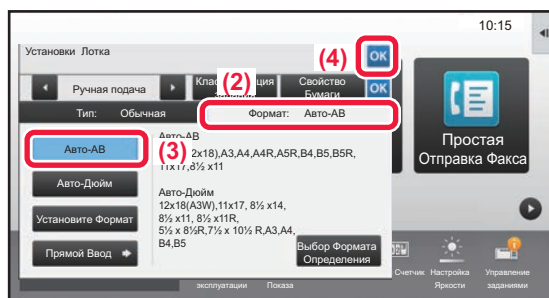 10:15
Установки Лотка
(4)
OK
Ручная подача
(2)
Свойство
Бумаги
OK
Тип: Обычная
Формат: Авто-AB
Авто-AB
(3)
Авто-AB
2x18),A3,A4,A4R,A5R,B4,B5,B5R,
11x17,8½ x11
Авто-Дюйм
Авто-Дюйм
12x18(A3W),11x17, 8½ x14,
8½ x11, 8½ x11R,
5½ x 8½R,7½ x 10½ R,A3,A4,
B4,B5
Установите Формат
Прямой Ввод
Выбор Формата
Определения
Простая
Отправка Факса
эксплуатации
Показа
Счетчик
Настройка
Яркости
Управление
заданиями